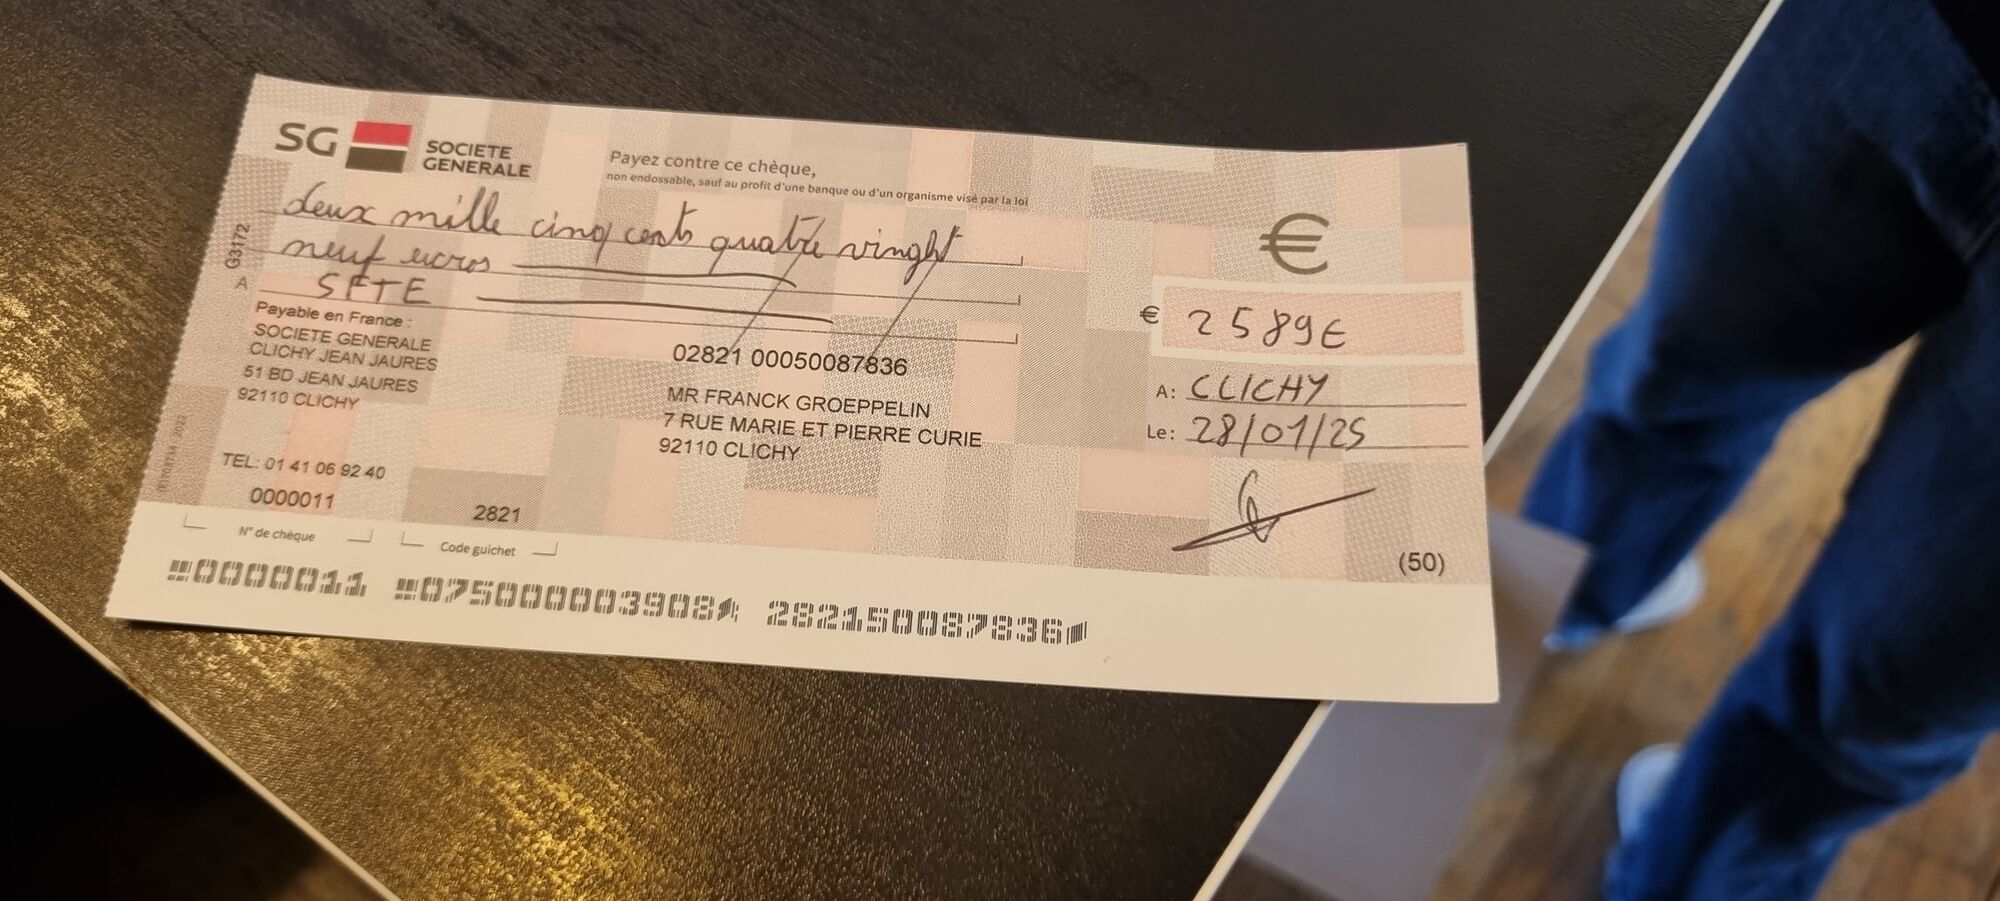 SG SOCIETE GENERALE
Payez contre ce chèque,
non endossable, sauf au profit d'une banque ou d'un organisme visé par la loi
deux mille cinq cents quatre vinght
neuf euros
A SFTE
G3172
€
€ 2589€
A: CLICHY
Le: 28/01/25
Payable en France :
SOCIETE GENERALE
CLICHY JEAN JAURES
51 BD JEAN JAURES
92110 CLICHY
TEL: 01 41 06 92 40
02821 00050087836
MR FRANCK GROEPPELIN
7 RUE MARIE ET PIERRE CURIE
92110 CLICHY
0000011
N° de chèque
2821
Code guichet
(50)
0000011 075000003908 282150087836